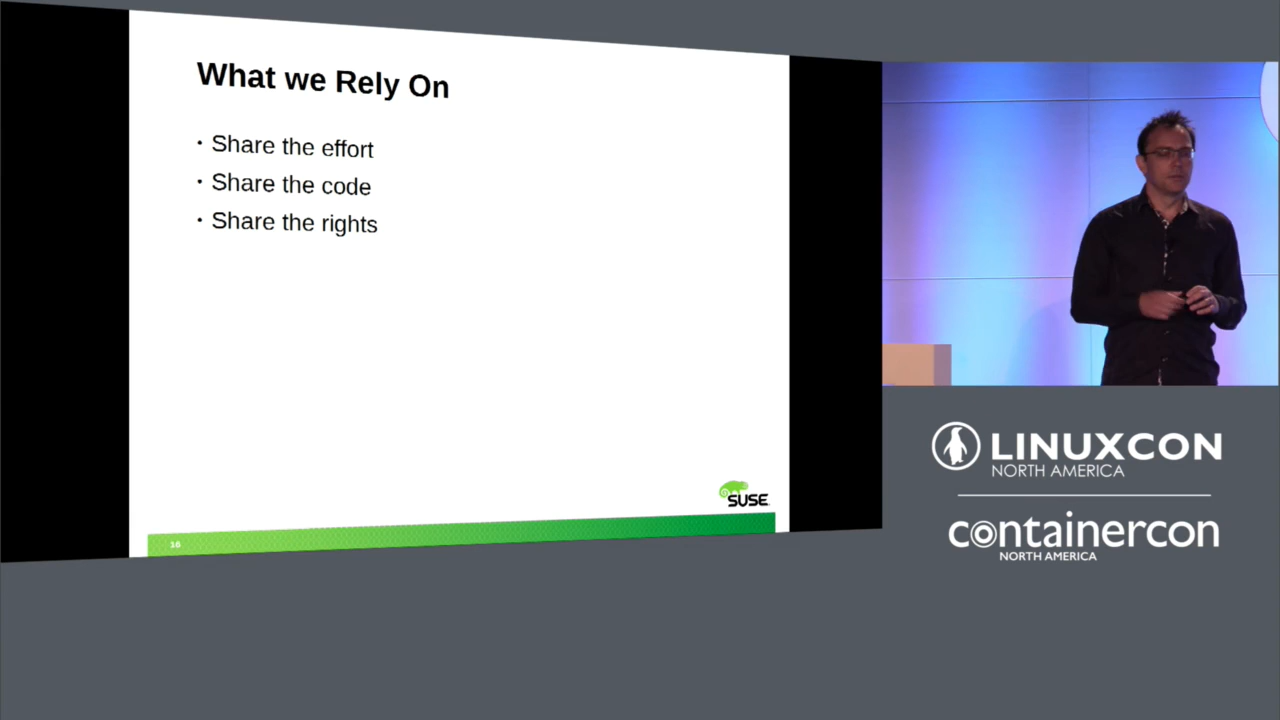 What we Rely On
· Share the effort
· Share the code
· Share the rights
SUSE
16
LINUXCON
NORTH AMERICA
containercon
NORTH AMERICA